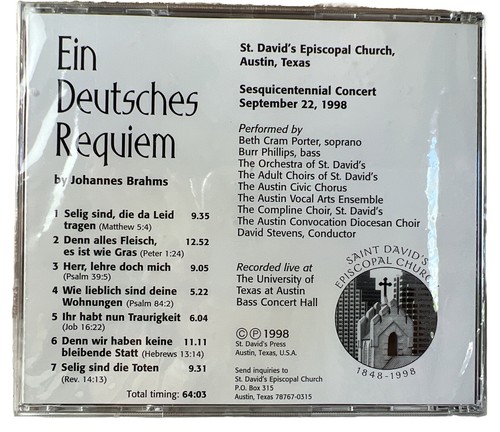 Ein
Deutsches
Requiem
by Johannes Brahms
1 Selig sind, die da Leid 9.35
tragen (Matthew 5:4)
2 Denn alles Fleisch, 12.52
es ist wie Gras (Peter 1:24)
3 Herr, lehre doch mich 9.05
(Psalm 39:5)
4 Wie lieblich sind deine 5.22
Wohnungen (Psalm 84:2)
5 Ihr habt nun Traurigkeit 6.04
(Job 16:22)
6 Denn wir haben keine 11.11
bleibende Statt (Hebrews 13:14)
7 Selig sind die Toten 9.31
(Rev. 14:13)
Total timing: 64:03
St. David's Episcopal Church,
Austin, Texas
Sesquicentennial Concert
September 22, 1998
Performed by
Beth Cram Porter, soprano
Burr Phillips, bass
The Orchestra of St. David's
The Adult Choirs of St. David's
The Austin Civic Chorus
The Austin Vocal Arts Ensemble
The Compline Choir, St. David's
The Austin Convocation Diocesan Choir
David Stevens, Conductor
Recorded live at
The University of
Texas at Austin
Bass Concert Hall
© ℗ 1998
St. David's Press
Austin, Texas, U.S.A.
Send inquiries to
St. David's Episcopal Church
P.O. Box 315
Austin, Texas 78767-0315
SAINT DAVID'S
EPISCOPAL CHURCH
1848-1998